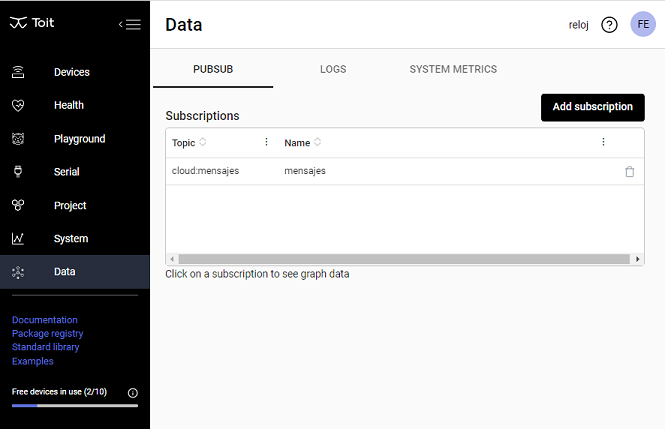 Toit
Devices
Health
Playground
Serial
Project
System
Data
Documentation
Package registry
Standard library
Examples
Free devices in use (2/10)
Data
reloj
FE
PUBSUB
LOGS
SYSTEM METRICS
Subscriptions
Add subscription
Topic
Name
cloud:mensajes
mensajes
Click on a subscription to see graph data